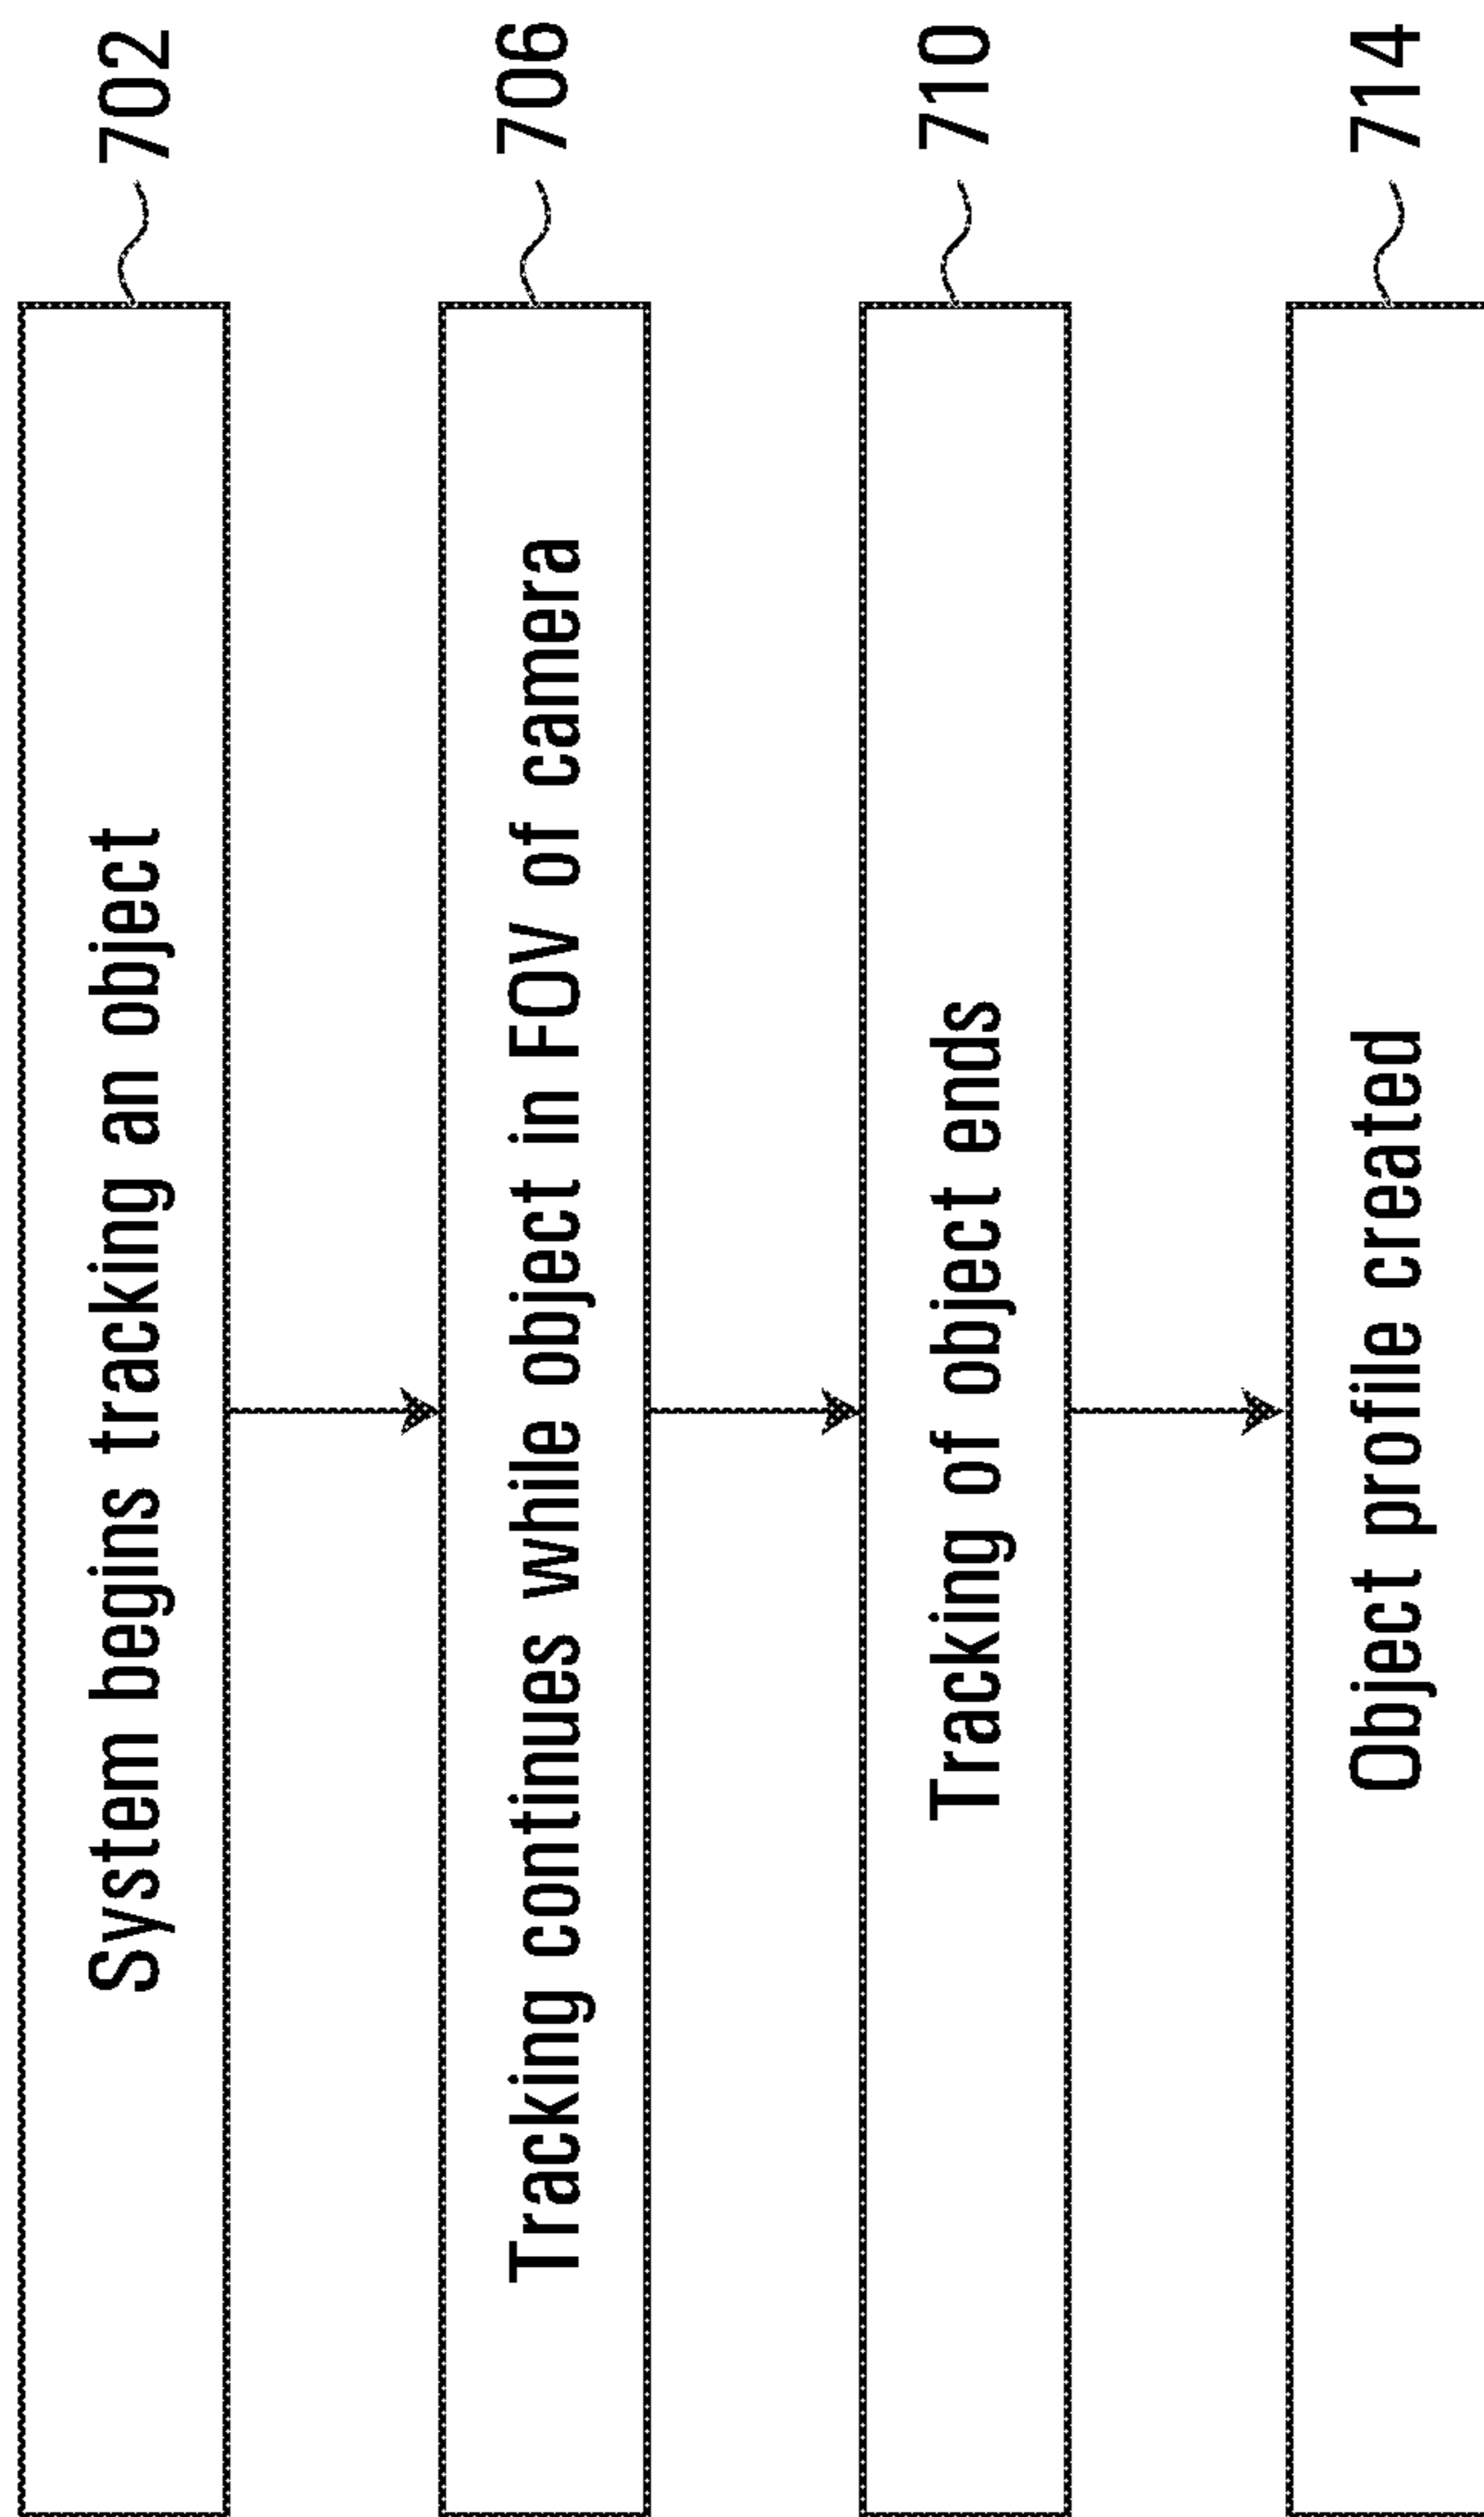 System begins tracking an object
702
Tracking continues while object in FOV of camera
706
Tracking of object ends
710
Object profile created
714